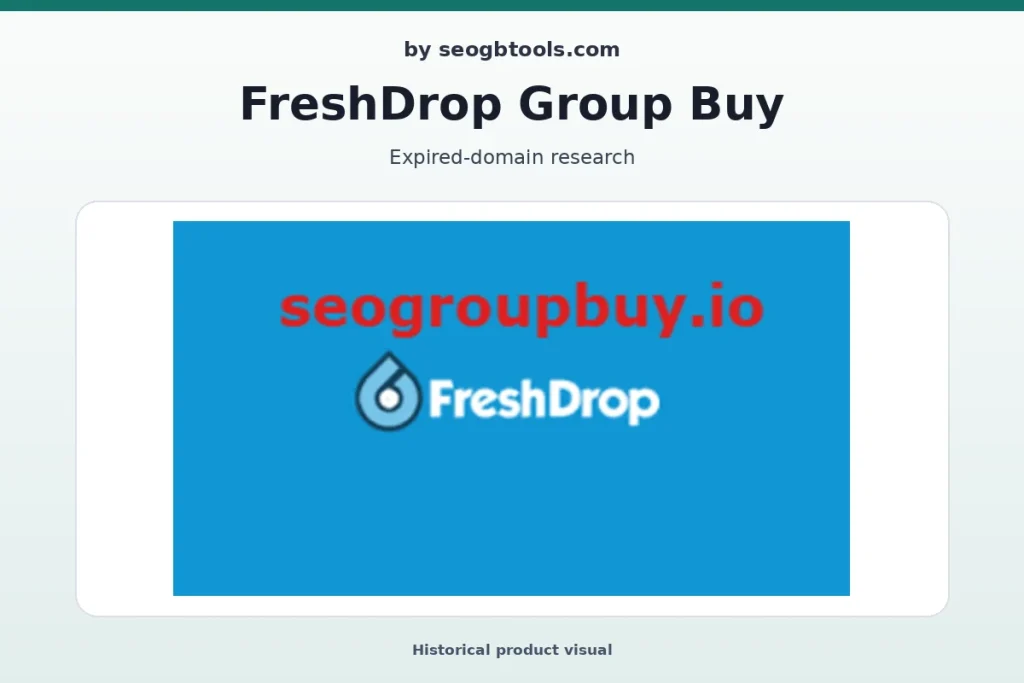 by seogbtools.com
FreshDrop Group Buy
Expired-domain research
seogroupbuy.io
FreshDrop
Historical product visual